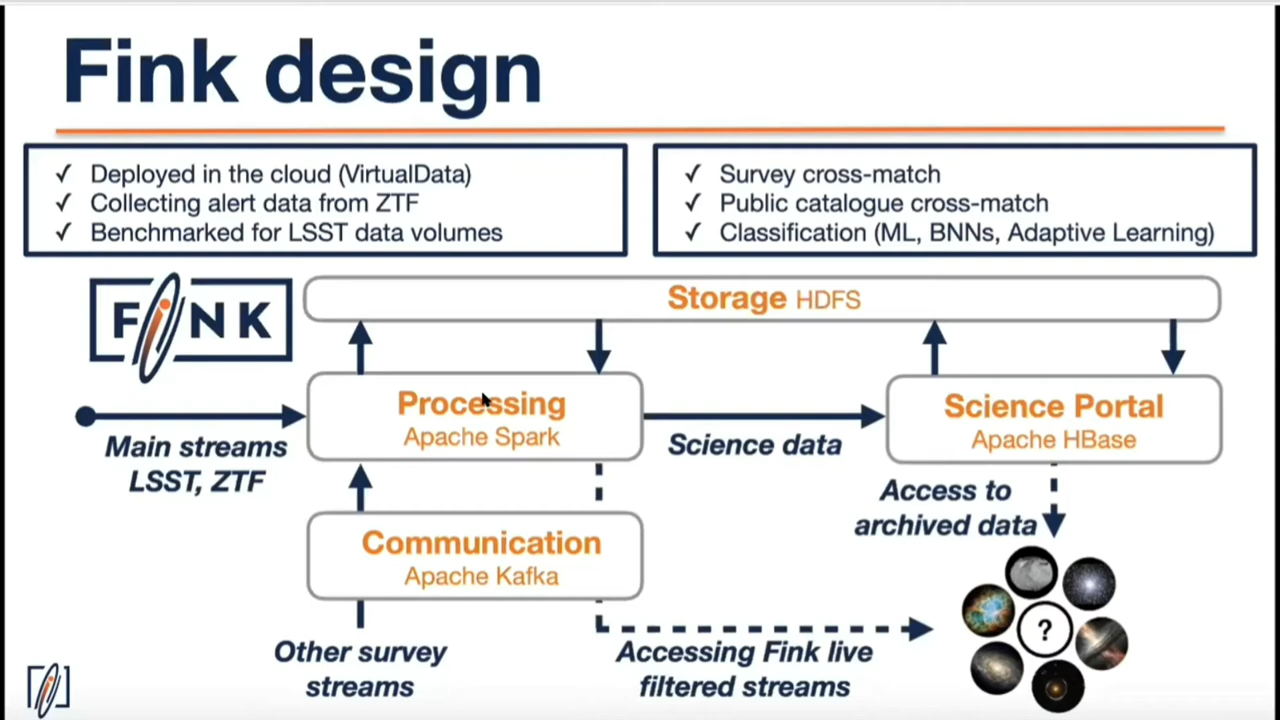 Fink design
✓ Deployed in the cloud (VirtualData)
✓ Collecting alert data from ZTF
✓ Benchmarked for LSST data volumes
✓ Survey cross-match
✓ Public catalogue cross-match
✓ Classification (ML, BNNs, Adaptive Learning)
FINK
Storage HDFS
Processing
Apache Spark
Science Portal
Apache HBase
Main streams
LSST, ZTF
Science data
Communication
Apache Kafka
Access to
archived data
?
Other survey
streams
Accessing Fink live
filtered streams